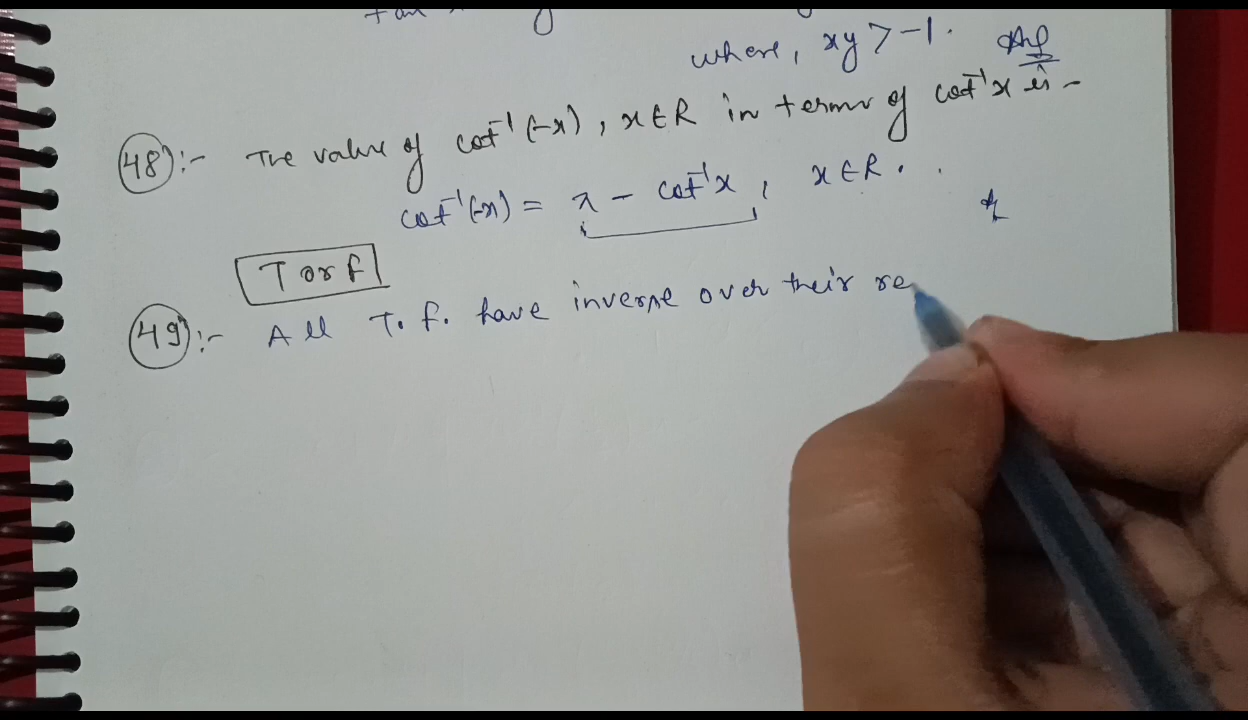 where, xy > -1. Ans
(48):- The value of cot⁻¹(-x), x ∈ R in terms of cot⁻¹x is -
cot⁻¹(-x) = π - cot⁻¹x, x ∈ R.
T or F
(49):- All T. F. have inverse over their re